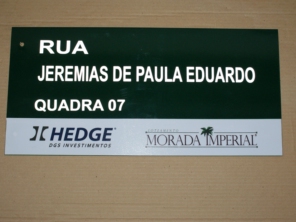 RUA
JEREMIAS DE PAULA EDUARDO
QUADRA 07
HEDGE
DGS INVESTIMENTOS
MORADA IMPERIAL